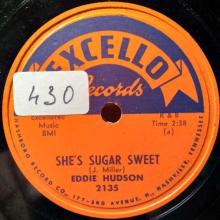 EXCELLO
Records
430
Excellorec
Music
BMI
R & B
Time 2:38
(a)
SHE'S SUGAR SWEET
(J. Miller)
EDDIE HUDSON
2135
NASHBORO RECORD CO. 177-3RD AVENUE N., NASHVILLE, TENNESSEE